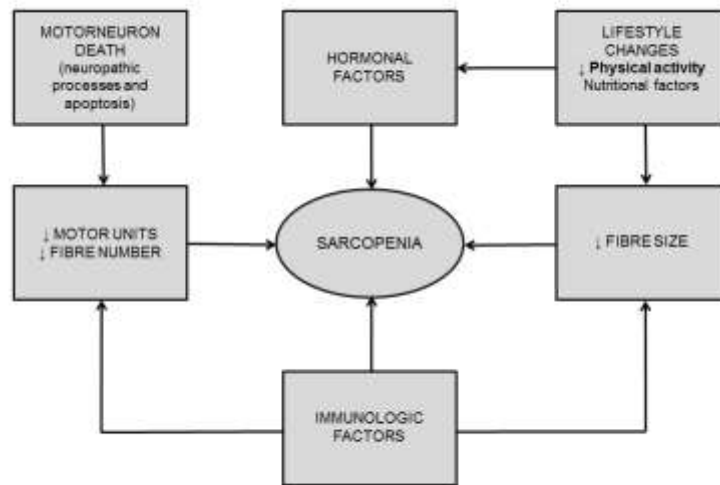 MOTORNEURON
DEATH
(neuropathic
processes and
apoptosis)
HORMONAL
FACTORS
LIFESTYLE
CHANGES
↓ Physical activity
Nutritional factors
↓ MOTOR UNITS
↓ FIBRE NUMBER
SARCOPENIA
↓ FIBRE SIZE
IMMUNOLOGIC
FACTORS